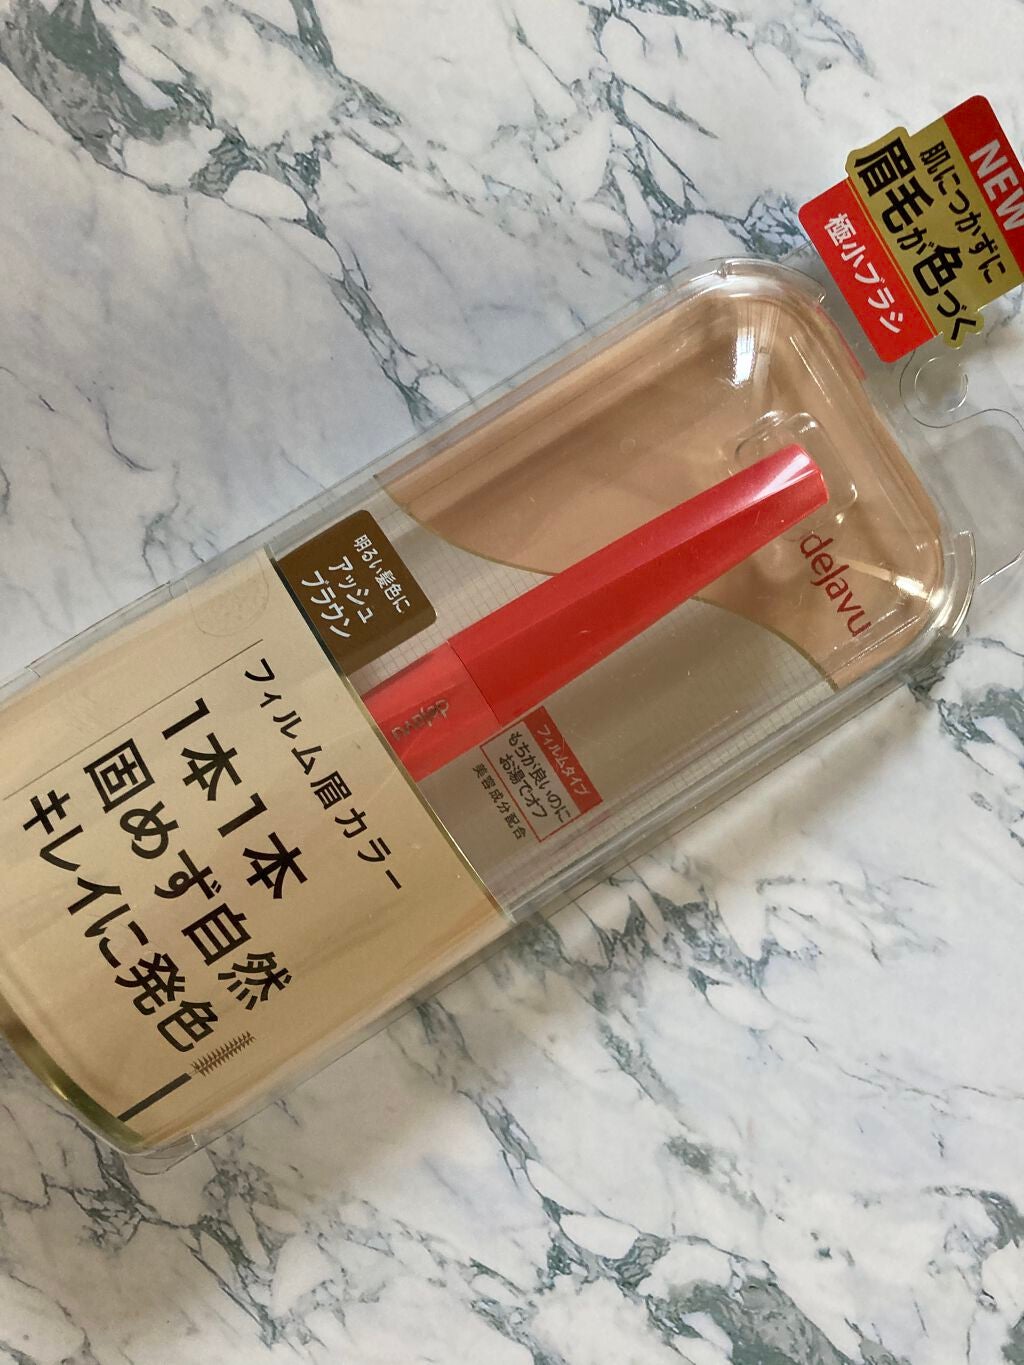 NEW
肌につかずに
眉毛が色づく
極小ブラシ
dejavu
明るい髪色に
アッシュ
ブラウン
dejavu
フィルムタイプ
もちが良いのに
お湯でオフ
美容成分配合
フィルム眉カラー
1本1本
固めず自然
キレイに発色